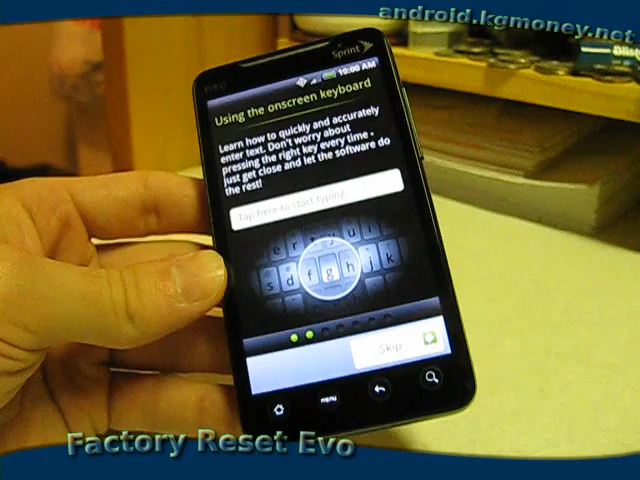 android.kgmoney.net
Sprint
hTC
10:00 AM
Using the onscreen keyboard
Learn how to quickly and accurately
enter text. Don't worry about
pressing the right key every time -
just get close and let the software do
the rest!
Tap here to start typing
e r t y u i
s d f g h j k
Skip
menu
Factory Reset Evo